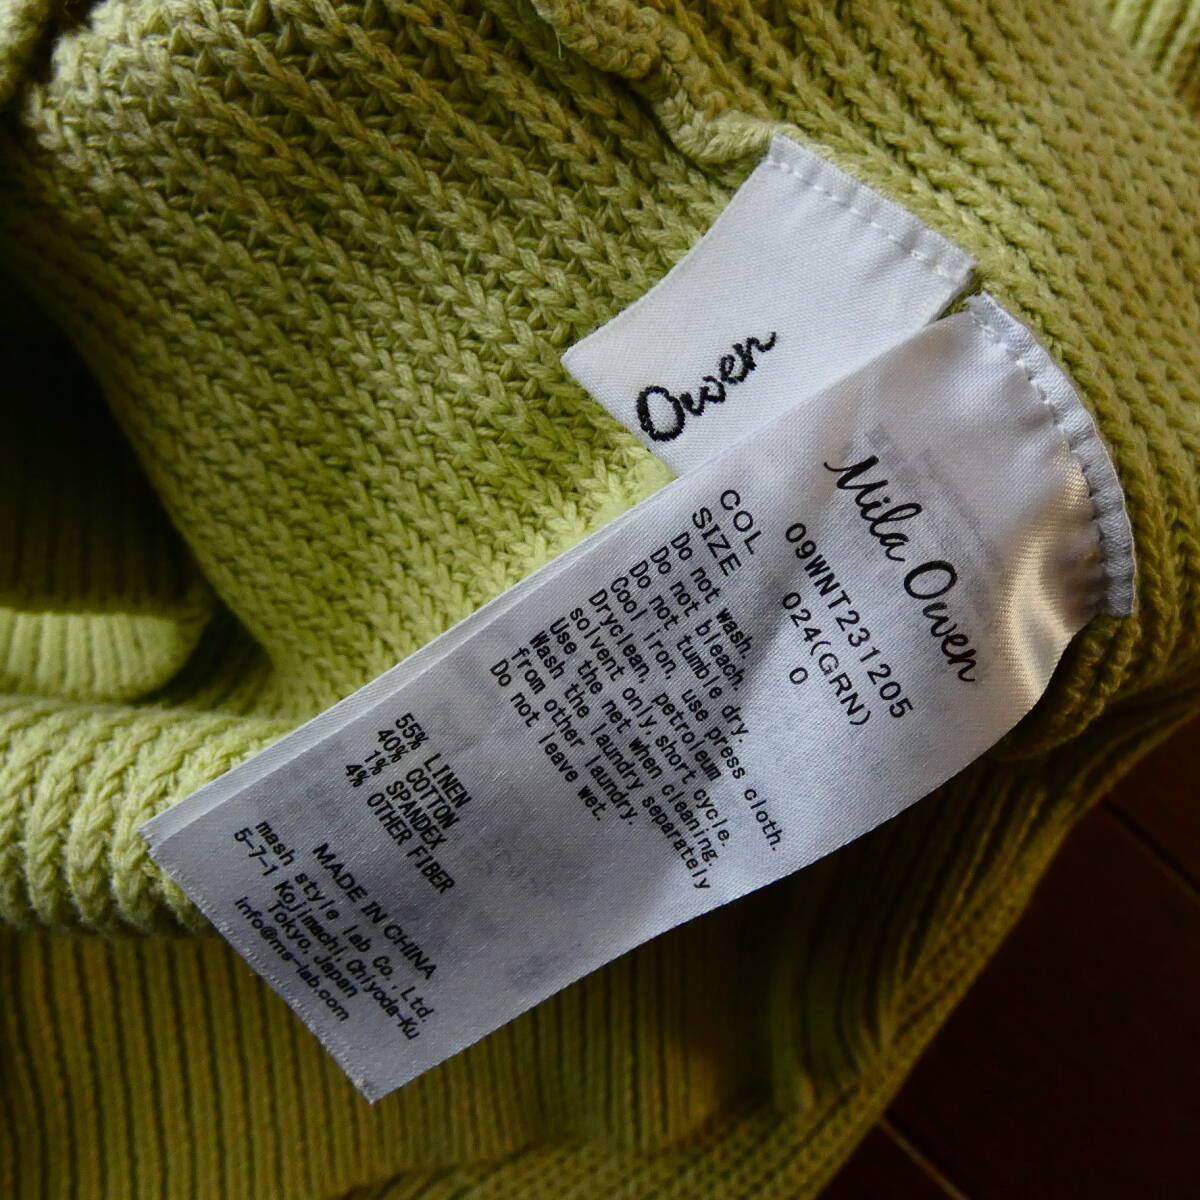 Owen
Mila Owen
09WNT231205
COL 024(GRN)
SIZE 0
Do not wash.
Do not bleach.
Do not tumble dry.
Cool iron, use press cloth.
Dryclean, petroleum
solvent only,short cycle.
Use the net when cleaning.
Wash the laundry separately
from other laundry.
Do not leave wet.
55% LINEN
40% COTTON
1% SPANDEX
4% OTHER FIBER
MADE IN CHINA
mash style lab Co., Ltd.
5-7-1 Kojimachi, Chiyoda-Ku
Tokyo, Japan
info@ms-lab.com